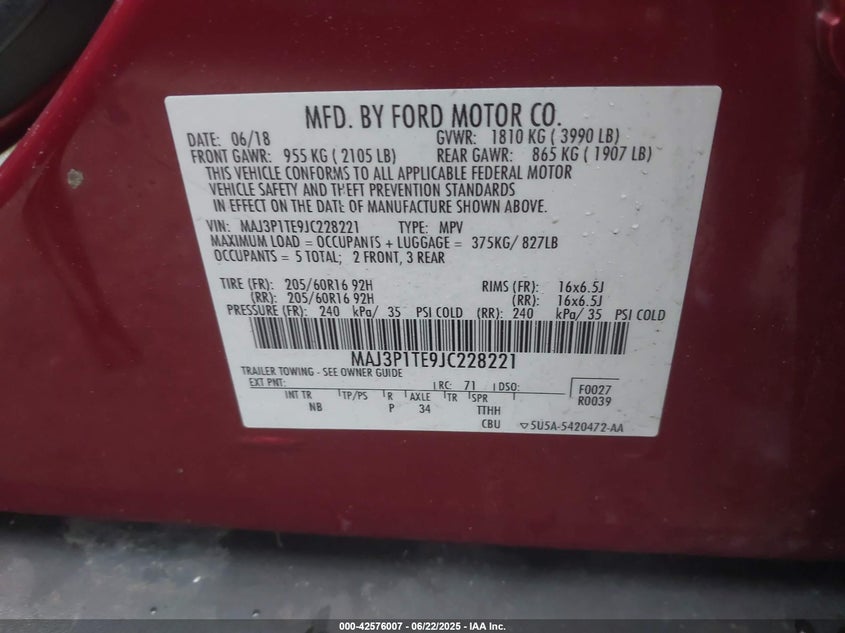 MFD. BY FORD MOTOR CO.
DATE: 06/18 GVWR: 1810 KG ( 3990 LB)
FRONT GAWR: 955 KG ( 2105 LB) REAR GAWR: 865 KG ( 1907 LB)
THIS VEHICLE CONFORMS TO ALL APPLICABLE FEDERAL MOTOR
VEHICLE SAFETY AND THEFT PREVENTION STANDARDS
IN EFFECT ON THE DATE OF MANUFACTURE SHOWN ABOVE.
VIN: MAJ3P1TE9JC228221 TYPE: MPV
MAXIMUM LOAD = OCCUPANTS + LUGGAGE = 375KG/ 827LB
OCCUPANTS = 5 TOTAL; 2 FRONT, 3 REAR
TIRE (FR): 205/60R16 92H RIMS (FR): 16x6.5J
(RR): 205/60R16 92H (RR): 16x6.5J
PRESSURE (FR): 240 kPa/ 35 PSI COLD (RR): 240 kPa/ 35 PSI COLD
MAJ3P1TE9JC228221
TRAILER TOWING - SEE OWNER GUIDE
EXT PNT: RC: 71 DSO: F0027
INT TR TP/PS R AXLE TR SPR R0039
NB P 34 TTHH
CBU 5U5A-5420472-AA
000-42576007 - 06/22/2025 - IAA Inc.